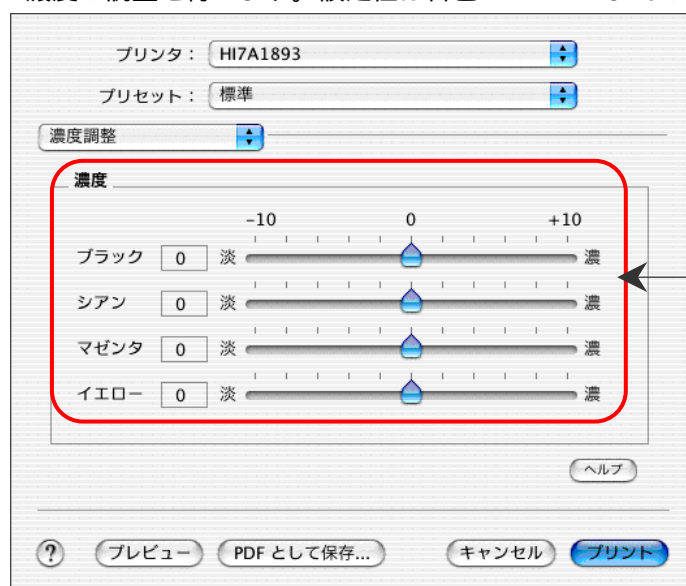 プリンタ： HI7A1893
プリセット： 標準
濃度調整
濃度
-10 0 +10
ブラック 0 淡 濃
シアン 0 淡 濃
マゼンタ 0 淡 濃
イエロー 0 淡 濃
ヘルプ
? プレビュー PDF として保存... キャンセル プリント